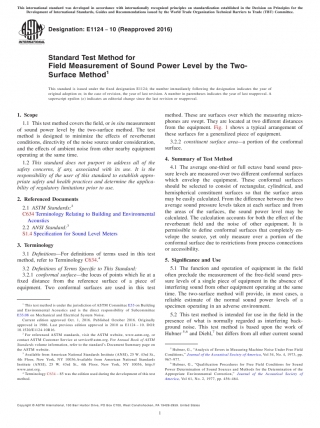 This international standard was developed in accordance with internationally recognized principles on standardization established in the Decision on Principles for the
Development of International Standards, Guides and Recommendations issued by the World Trade Organization Technical Barriers to Trade (TBT) Committee.
Designation: E1124 − 10 (Reapproved 2016)
Standard Test Method for
Field Measurement of Sound Power Level by the Two-
Surface Method1
This standard is issued under the fixed designation E1124; the number immediately following the designation indicates the year of
original adoption or, in the case of revision, the year of last revision. A number in parentheses indicates the year of last reapproval. A
superscript epsilon (ε) indicates an editorial change since the last revision or reapproval.
1. Scope
1.1 This test method covers the field, or in situ measurement
of sound power level by the two-surface method. The test
method is designed to minimize the effects of reverberant
conditions, directivity of the noise source under consideration,
and the effects of ambient noise from other nearby equipment
operating at the same time.
1.2 This standard does not purport to address all of the
safety concerns, if any, associated with its use. It is the
responsibility of the user of this standard to establish appro-
priate safety and health practices and determine the applica-
bility of regulatory limitations prior to use.
2. Referenced Documents
2.1 ASTM Standards:2
C634 Terminology Relating to Building and Environmental
Acoustics
2.2 ANSI Standard:3
S1.4 Specification for Sound Level Meters
3. Terminology
3.1 Definitions—For definitions of terms used in this test
method, refer to Terminology C634.4
3.2 Definitions of Terms Specific to This Standard:
3.2.1 conformal surface—the locus of points which lie at a
fixed distance from the reference surface of a piece of
equipment. Two conformal surfaces are used in this test
1 This test method is under the jurisdiction of ASTM Committee E33 on Building
and Environmental Acoustics and is the direct responsibility of Subcommittee
E33.08 on Mechanical and Electrical System Noise.
Current edition approved Oct. 1, 2016. Published October 2016. Originally
approved in 1986. Last previous edition approved in 2010 as E1124 – 10. DOI:
2 For referenced ASTM standards, visit the ASTM website, www.astm.org, or
contact ASTM Customer Service at service@astm.org. For Annual Book of ASTM
Standards volume information, refer to the standard's Document Summary page on
the ASTM website.
3 Available from American National Standards Institute (ANSI), 25 W. 43rd St.,
4th Floor, New York, NY 10036.
4 Terminology C634 – was the edition used during the development of this test
method.
method. These are surfaces over which the measuring micro-
phones are swept. They are located at two different distances
from the equipment. Fig. 1 shows a typical arrangement of
these surfaces for a generalized piece of equipment.
3.2.2 constituent surface area—a portion of the conformal
surface.
4. Summary of Test Method
4.1 The average one-third or full octave band sound pres-
sure levels are measured over two different conformal surfaces
which envelop the equipment. These conformal surfaces
should be selected to consist of rectangular, cylindrical, and
hemispherical constituent surfaces so that the surface areas
may be easily calculated. From the difference between the two
average sound pressure levels taken at each surface and from
the area of the surfaces, the sound power level may be
calculated. The calculation accounts for both the effect of the
reverberant field and the noise of other equipment. It is
permissible to define conformal surfaces that completely en-
velope the source, yet only measure over a portion of the
conformal surface due to restrictions from process connections
or accessibility.
5. Significance and Use
5.1 The function and operation of equipment in the field
often preclude the measurement of the free-field sound pres-
sure levels of a single piece of equipment in the absence of
interfering sound from other equipment operating at the same
time. The two surface method will provide, in most cases, a
reliable estimate of the normal sound power levels of a
specimen operating in an adverse environment.
5.2 This test method is intended for use in the field in the
presence of what is normally regarded as interfering back-
ground noise. This test method is based upon the work of
Hübner5,6 and Diehl,7 but differs from all other current sound
5 Hubner, G., "Analysis of Errors in Measuring Machine Noise Under Free Field
Conditions," Journal of the Acoustical Society of America, Vol 54, No. 4, 1973, pp.
967–977.
6 Hubner, G., "Qualification Procedures for Free Field Conditions for Sound
Power Determination of Sound Sources and Methods for the Determination of the
Appropriate Environmental Correction," Journal of the Acoustical Society of
America, Vol 61, No. 2, 1977, pp. 456–464.
Copyright © ASTM International, 100 Barr Harbor Drive, PO Box C700, West Conshohocken, PA 19428-2959. United States
1